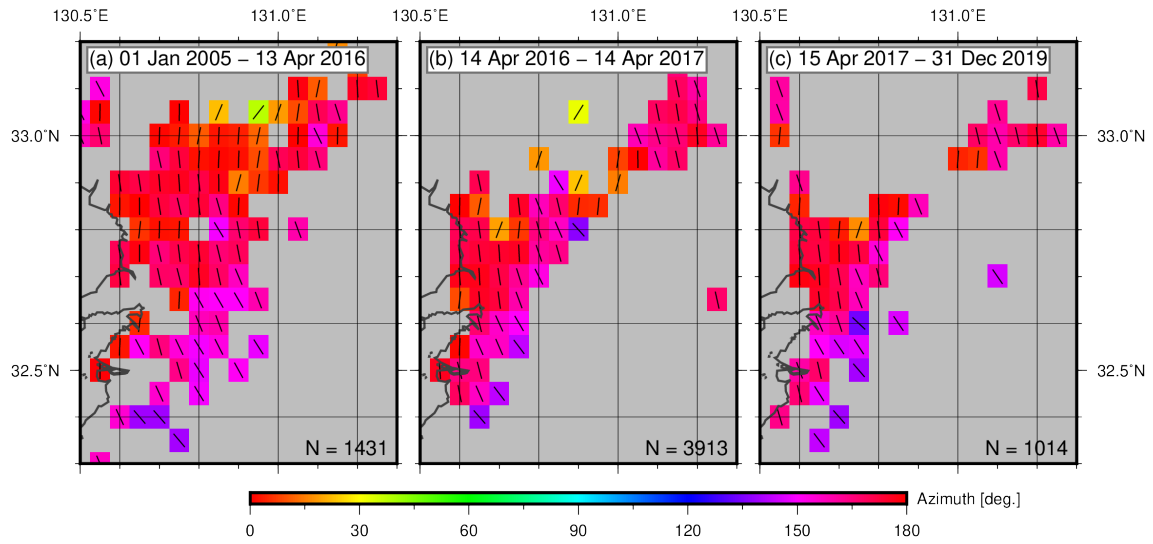 130.5˚E 131.0˚E 130.5˚E 131.0˚E 130.5˚E 131.0˚E
(a) 01 Jan 2005 – 13 Apr 2016 (b) 14 Apr 2016 – 14 Apr 2017 (c) 15 Apr 2017 – 31 Dec 2019
33.0˚N 33.0˚N
32.5˚N 32.5˚N
N = 1431 N = 3913 N = 1014
Azimuth [deg.]
0 30 60 90 120 150 180